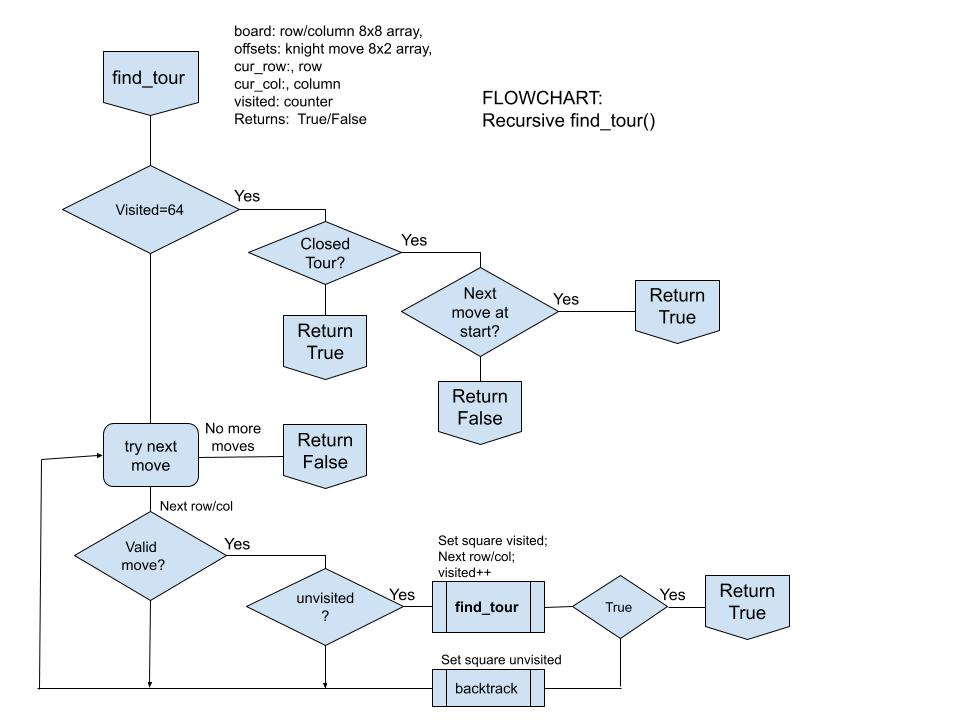 board: row/column 8x8 array,
offsets: knight move 8x2 array,
cur_row:, row
cur_col:, column
visited: counter
Returns:  True/False
find_tour
FLOWCHART:
Recursive find_tour()
Visited=64
Yes
Closed
Tour?
Yes
Next
move at
start?
Yes
Return
True
Return
True
Return
False
try next
move
No more
moves
Return
False
Next row/col
Valid
move?
Yes
unvisited
?
Yes
Set square visited;
Next row/col;
visited++
find_tour
True
Yes
Return
True
Set square unvisited
backtrack